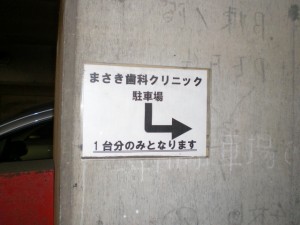 まさき歯科クリニック
駐車場
1台分のみとなります